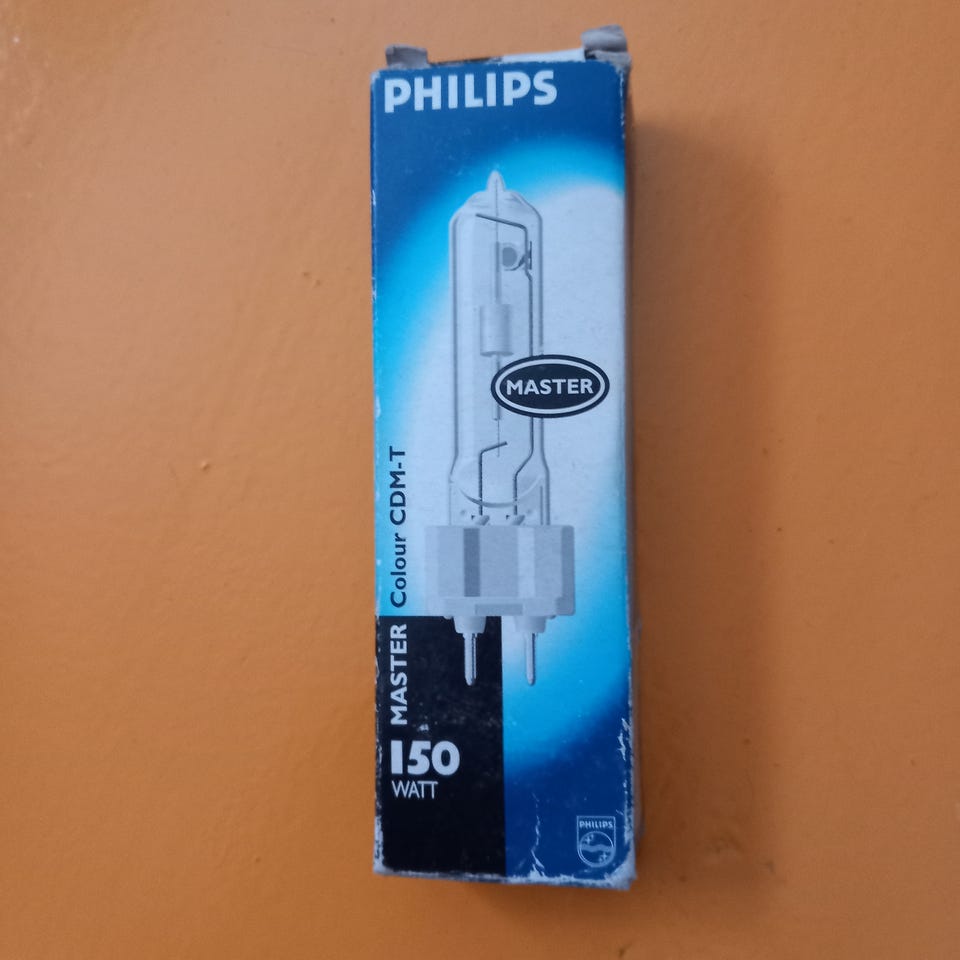 PHILIPS
MASTER
MASTER Colour CDM-T
150
WATT
PHILIPS